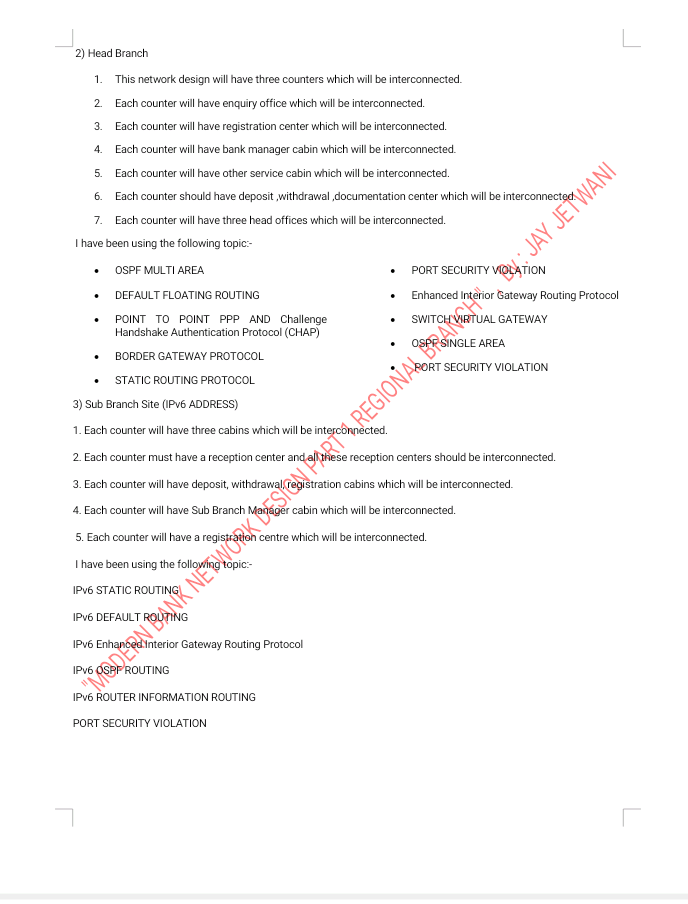 2) Head Branch
1. This network design will have three counters which will be interconnected.
2. Each counter will have enquiry office which will be interconnected.
3. Each counter will have registration center which will be interconnected.
4. Each counter will have bank manager cabin which will be interconnected.
5. Each counter will have other service cabin which will be interconnected.
6. Each counter should have deposit ,withdrawal ,documentation center which will be interconnected.
7. Each counter will have three head offices which will be interconnected.
I have been using the following topic:-
• OSPF MULTI AREA
• DEFAULT FLOATING ROUTING
• POINT TO POINT PPP AND Challenge
Handshake Authentication Protocol (CHAP)
• BORDER GATEWAY PROTOCOL
• STATIC ROUTING PROTOCOL
• PORT SECURITY VIOLATION
• Enhanced Interior Gateway Routing Protocol
• SWITCH VIRTUAL GATEWAY
• OSPF SINGLE AREA
• PORT SECURITY VIOLATION
3) Sub Branch Site (IPv6 ADDRESS)
1. Each counter will have three cabins which will be interconnected.
2. Each counter must have a reception center and all these reception centers should be interconnected.
3. Each counter will have deposit, withdrawal, registration cabins which will be interconnected.
4. Each counter will have Sub Branch Manager cabin which will be interconnected.
5. Each counter will have a registration centre which will be interconnected.
I have been using the following topic:-
IPv6 STATIC ROUTING
IPv6 DEFAULT ROUTING
IPv6 Enhanced Interior Gateway Routing Protocol
IPv6 OSPF ROUTING
IPv6 ROUTER INFORMATION ROUTING
PORT SECURITY VIOLATION
"MODERN BANK NETWORK DESIGN PART 1 REGIONAL BRANCH" , By : JAY JETWANI